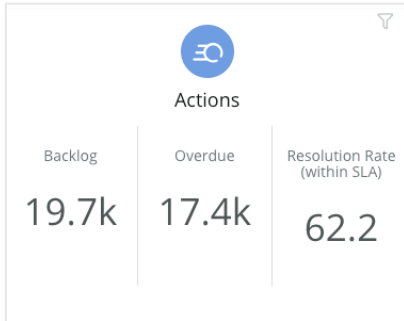 Actions
Backlog
19.7k
Overdue
17.4k
Resolution Rate
(within SLA)
62.2